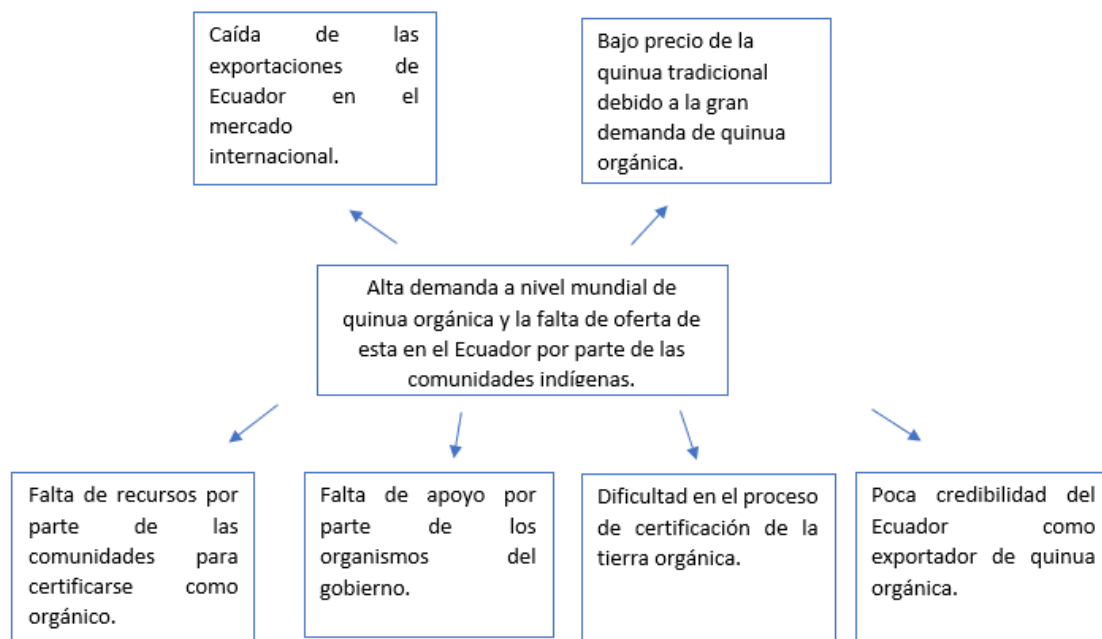 Caída de las
exportaciones de
Ecuador en el
mercado
internacional.
Bajo precio de la
quinua tradicional
debido a la gran
demanda de quinua
orgánica.
Alta demanda a nivel mundial de
quinua orgánica y la falta de oferta de
esta en el Ecuador por parte de las
comunidades indígenas.
Falta de recursos por
parte de las
comunidades para
certificarse como
orgánico.
Falta de apoyo por
parte de los
organismos del
gobierno.
Dificultad en el proceso
de certificación de la
tierra orgánica.
Poca credibilidad del
Ecuador como
exportador de quinua
orgánica.